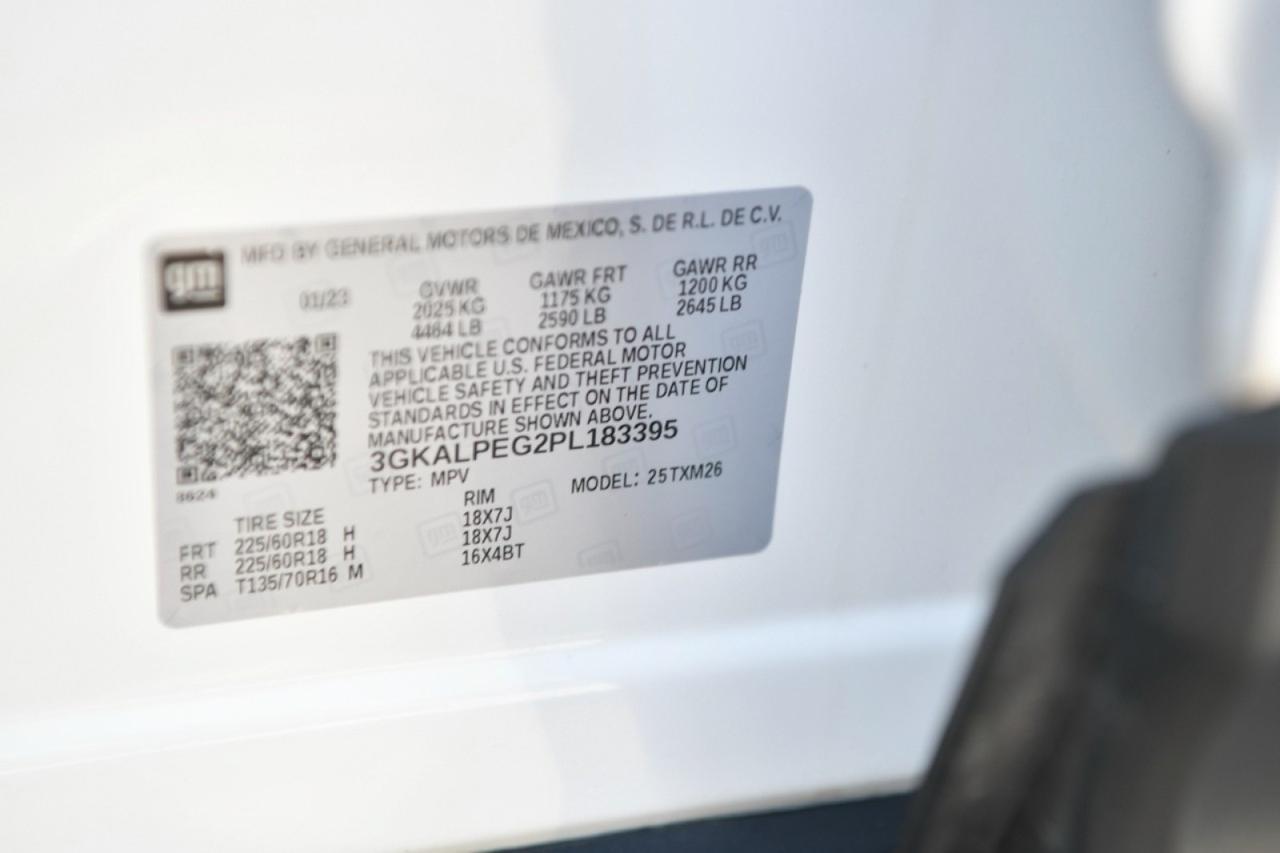 gm
MFD BY GENERAL MOTORS DE MEXICO, S. DE R.L. DE C.V.
01/23
GVWR GAWR FRT GAWR RR
2025 KG 1175 KG 1200 KG
4464 LB 2590 LB 2645 LB
THIS VEHICLE CONFORMS TO ALL
APPLICABLE U.S. FEDERAL MOTOR
VEHICLE SAFETY AND THEFT PREVENTION
STANDARDS IN EFFECT ON THE DATE OF
MANUFACTURE SHOWN ABOVE.
3GKALPEG2PL183395
TYPE: MPV MODEL: 25TXM26
8624
TIRE SIZE RIM
FRT 225/60R18 H 18X7J
RR 225/60R18 H 18X7J
SPA T135/70R16 M 16X4BT